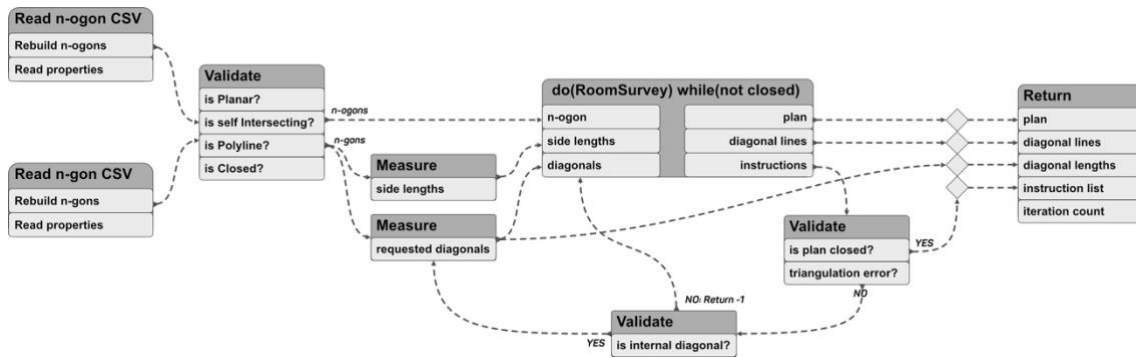 Read n-ogon CSV
Rebuild n-ogons
Read properties
Read n-gon CSV
Rebuild n-gons
Read properties
Validate
is Planar?
is self Intersecting?
is Polyline?
is Closed?
n-ogons
n-gons
Measure
side lengths
Measure
requested diagonals
do(RoomSurvey) while(not closed)
n-ogon
plan
side lengths
diagonal lines
diagonals
instructions
Validate
is plan closed?
triangulation error?
YES
NO
Validate
is internal diagonal?
NO: Return -1
YES
Return
plan
diagonal lines
diagonal lengths
instruction list
iteration count